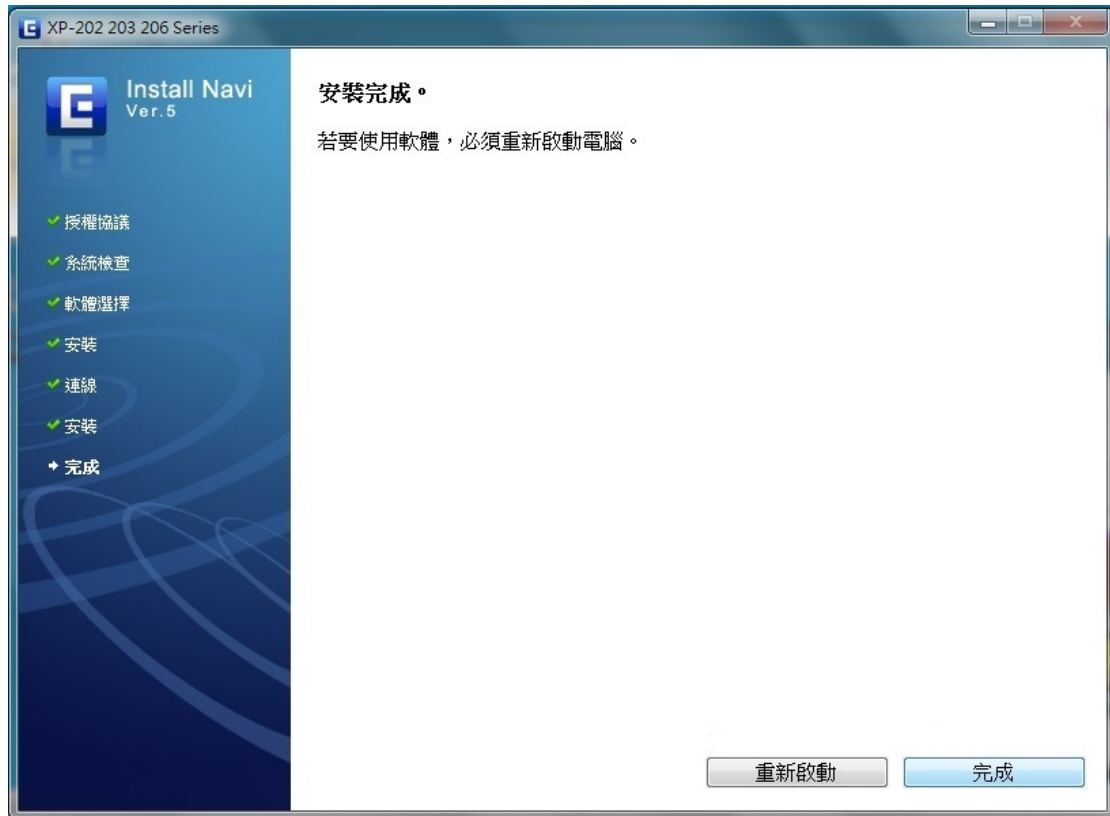 XP-202 203 206 Series
Install Navi
Ver.5
授權協議
系統檢查
軟體選擇
安裝
連線
安裝
完成
安裝完成。
若要使用軟體，必須重新啟動電腦。
重新啟動
完成